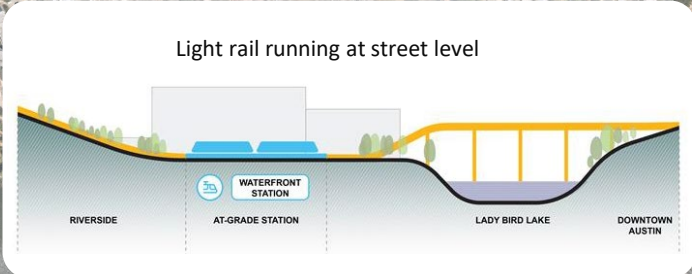 Light rail running at street level
WATERFRONT
STATION
RIVERSIDE
AT-GRADE STATION
LADY BIRD LAKE
DOWNTOWN
AUSTIN